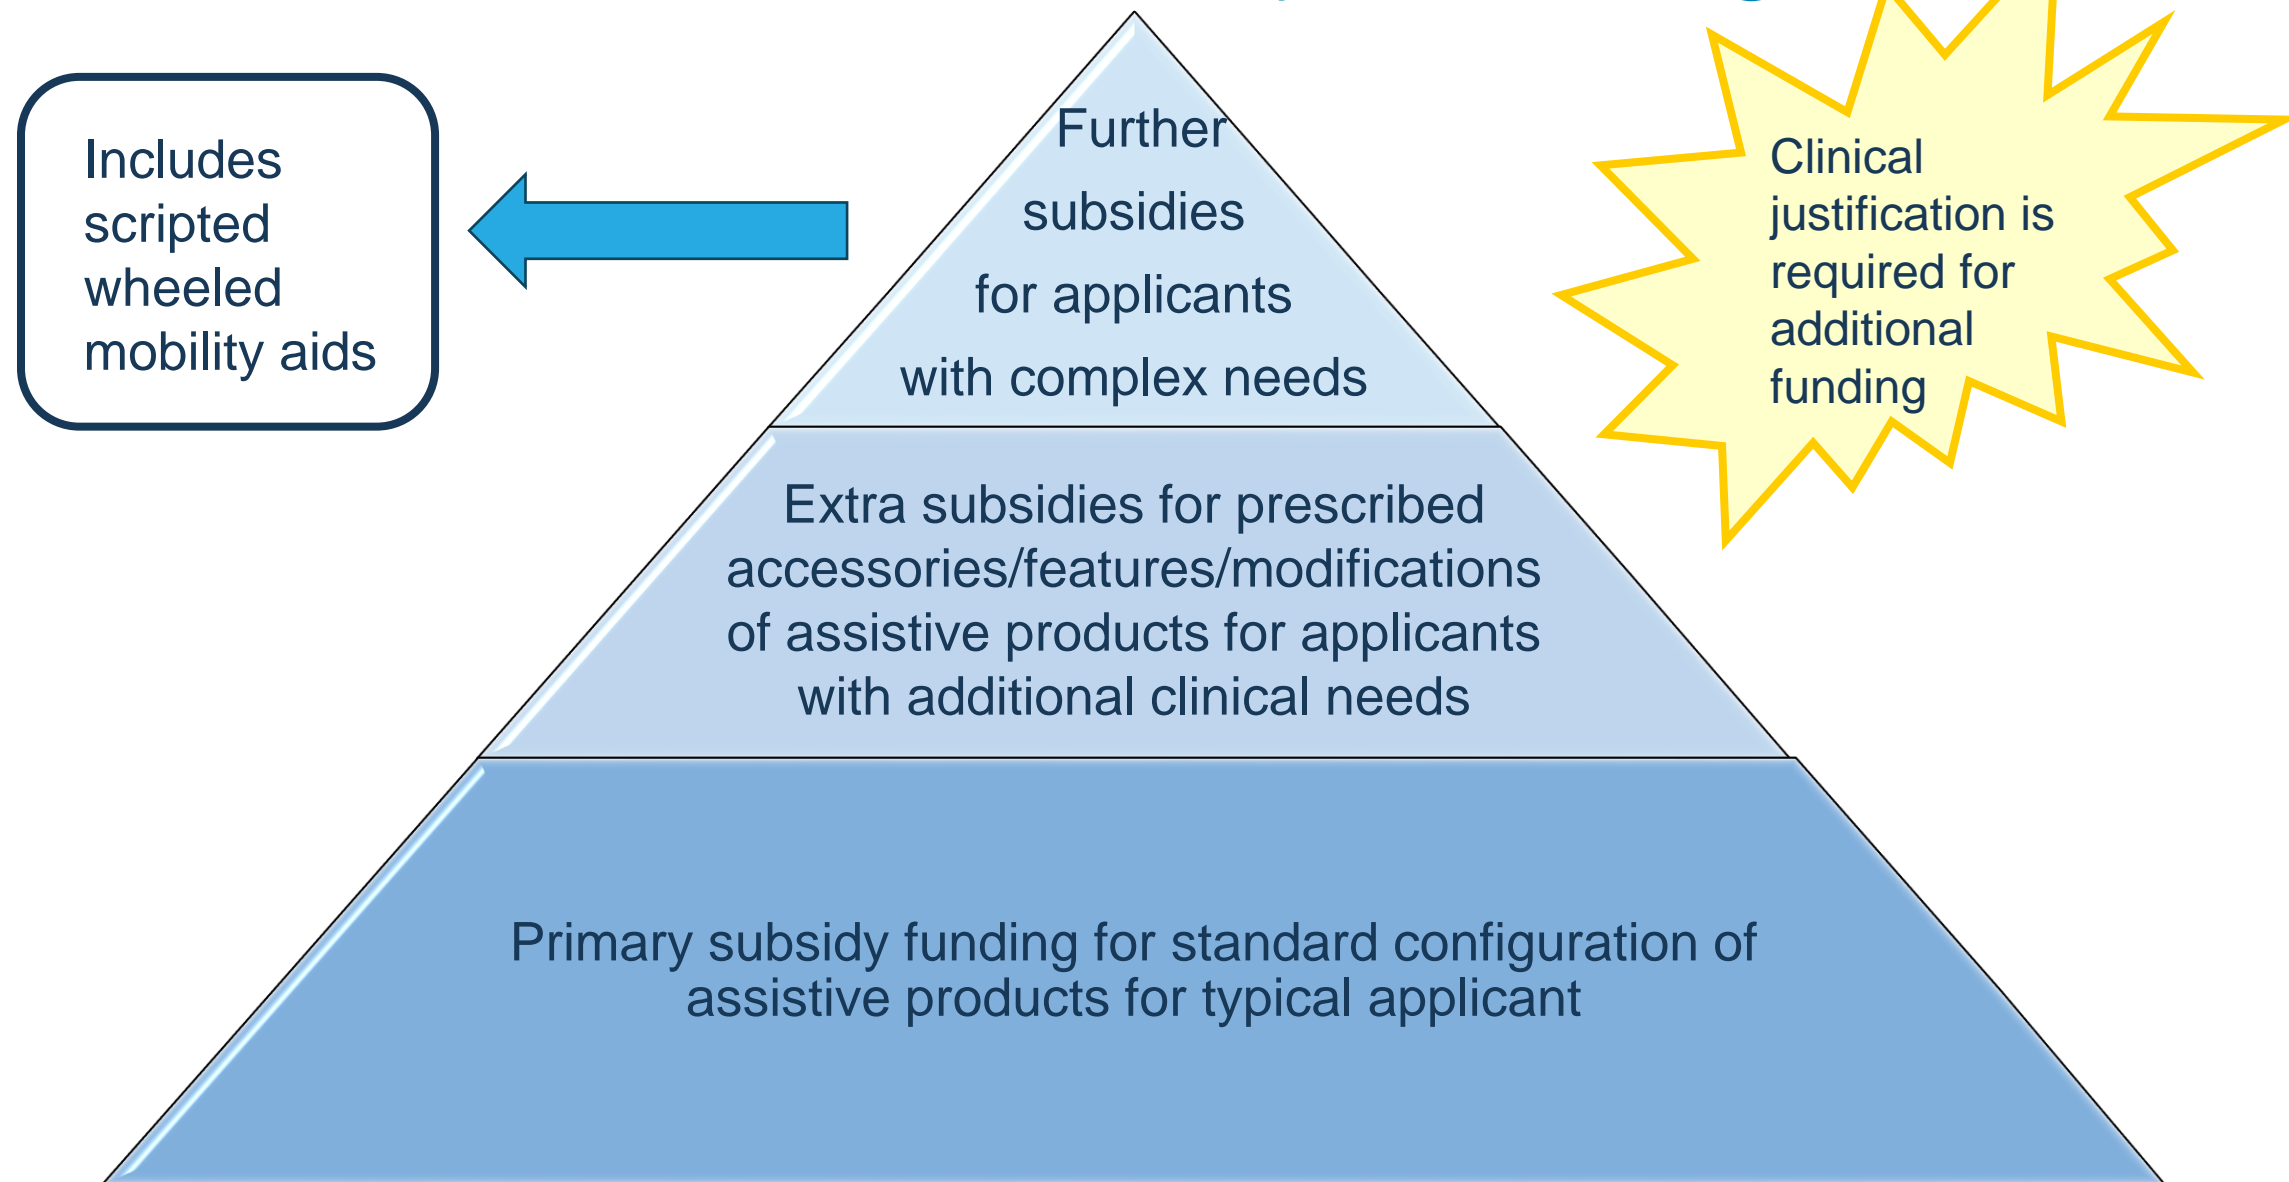 Includes
scripted
wheeled
mobility aids
Further
subsidies
for applicants
with complex needs
Clinical
justification is
required for
additional
funding
Extra subsidies for prescribed
accessories/features/modifications
of assistive products for applicants
with additional clinical needs
Primary subsidy funding for standard configuration of
assistive products for typical applicant